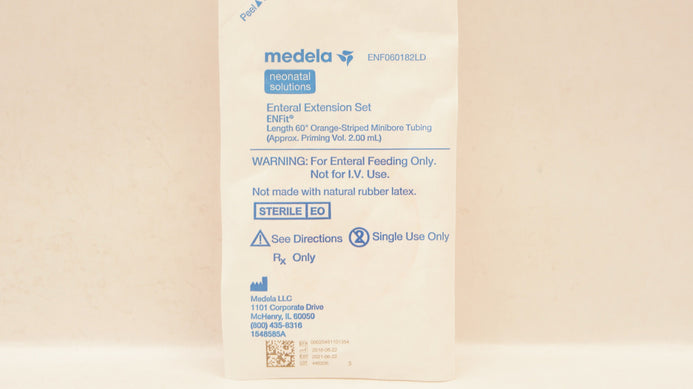 Peel
medela ENF060182LD
neonatal
solutions
Enteral Extension Set
ENFit®
Length 60" Orange-Striped Minibore Tubing
(Approx. Priming Vol. 2.00 mL)
WARNING: For Enteral Feeding Only.
Not for I.V. Use.
Not made with natural rubber latex.
STERILE EO
See Directions Single Use Only
Rx Only
Medela LLC
1101 Corporate Drive
McHenry, IL 60050
(800) 435-8316
1548585A